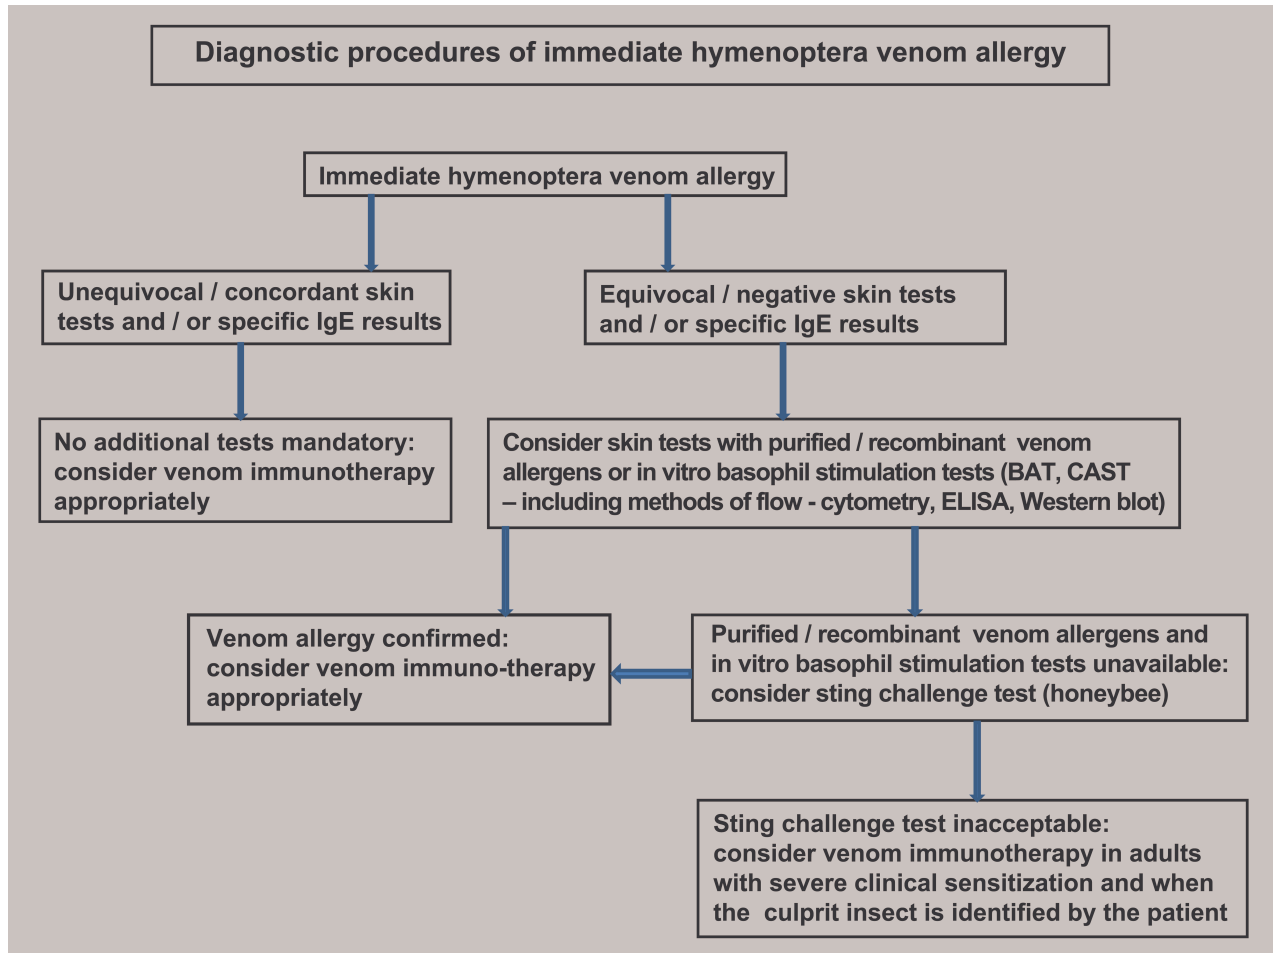 Diagnostic procedures of immediate hymenoptera venom allergy
Immediate hymenoptera venom allergy
Unequivocal / concordant skin
tests and / or specific IgE results
Equivocal / negative skin tests
and / or specific IgE results
No additional tests mandatory:
consider venom immunotherapy
appropriately
Consider skin tests with purified / recombinant venom
allergens or in vitro basophil stimulation tests (BAT, CAST
– including methods of flow - cytometry, ELISA, Western blot)
Venom allergy confirmed:
consider venom immuno-therapy
appropriately
Purified / recombinant venom allergens and
in vitro basophil stimulation tests unavailable:
consider sting challenge test (honeybee)
Sting challenge test inacceptable:
consider venom immunotherapy in adults
with severe clinical sensitization and when
the culprit insect is identified by the patient